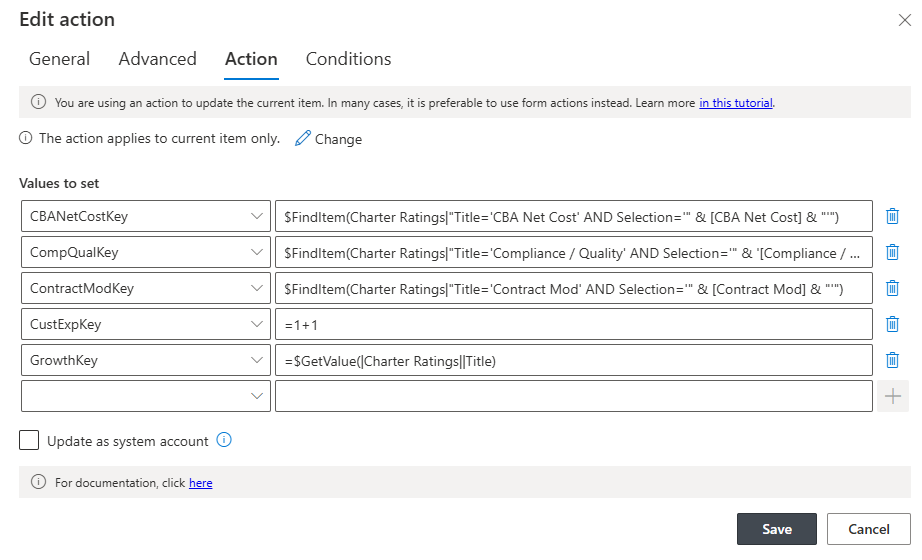 Edit action
General Advanced Action Conditions
You are using an action to update the current item. In many cases, it is preferable to use form actions instead. Learn more in this tutorial.
The action applies to current item only. Change
Values to set
CBANetCostKey $FindItem(Charter Ratings|"Title='CBA Net Cost' AND Selection='" & [CBA Net Cost] & "'")
CompQualKey $FindItem(Charter Ratings|"Title='Compliance / Quality' AND Selection='" & '[Compliance / ...
ContractModKey $FindItem(Charter Ratings|"Title='Contract Mod' AND Selection='" & [Contract Mod] & "'")
CustExpKey =1+1
GrowthKey =$GetValue(|Charter Ratings||Title)
Update as system account
For documentation, click here
Save Cancel